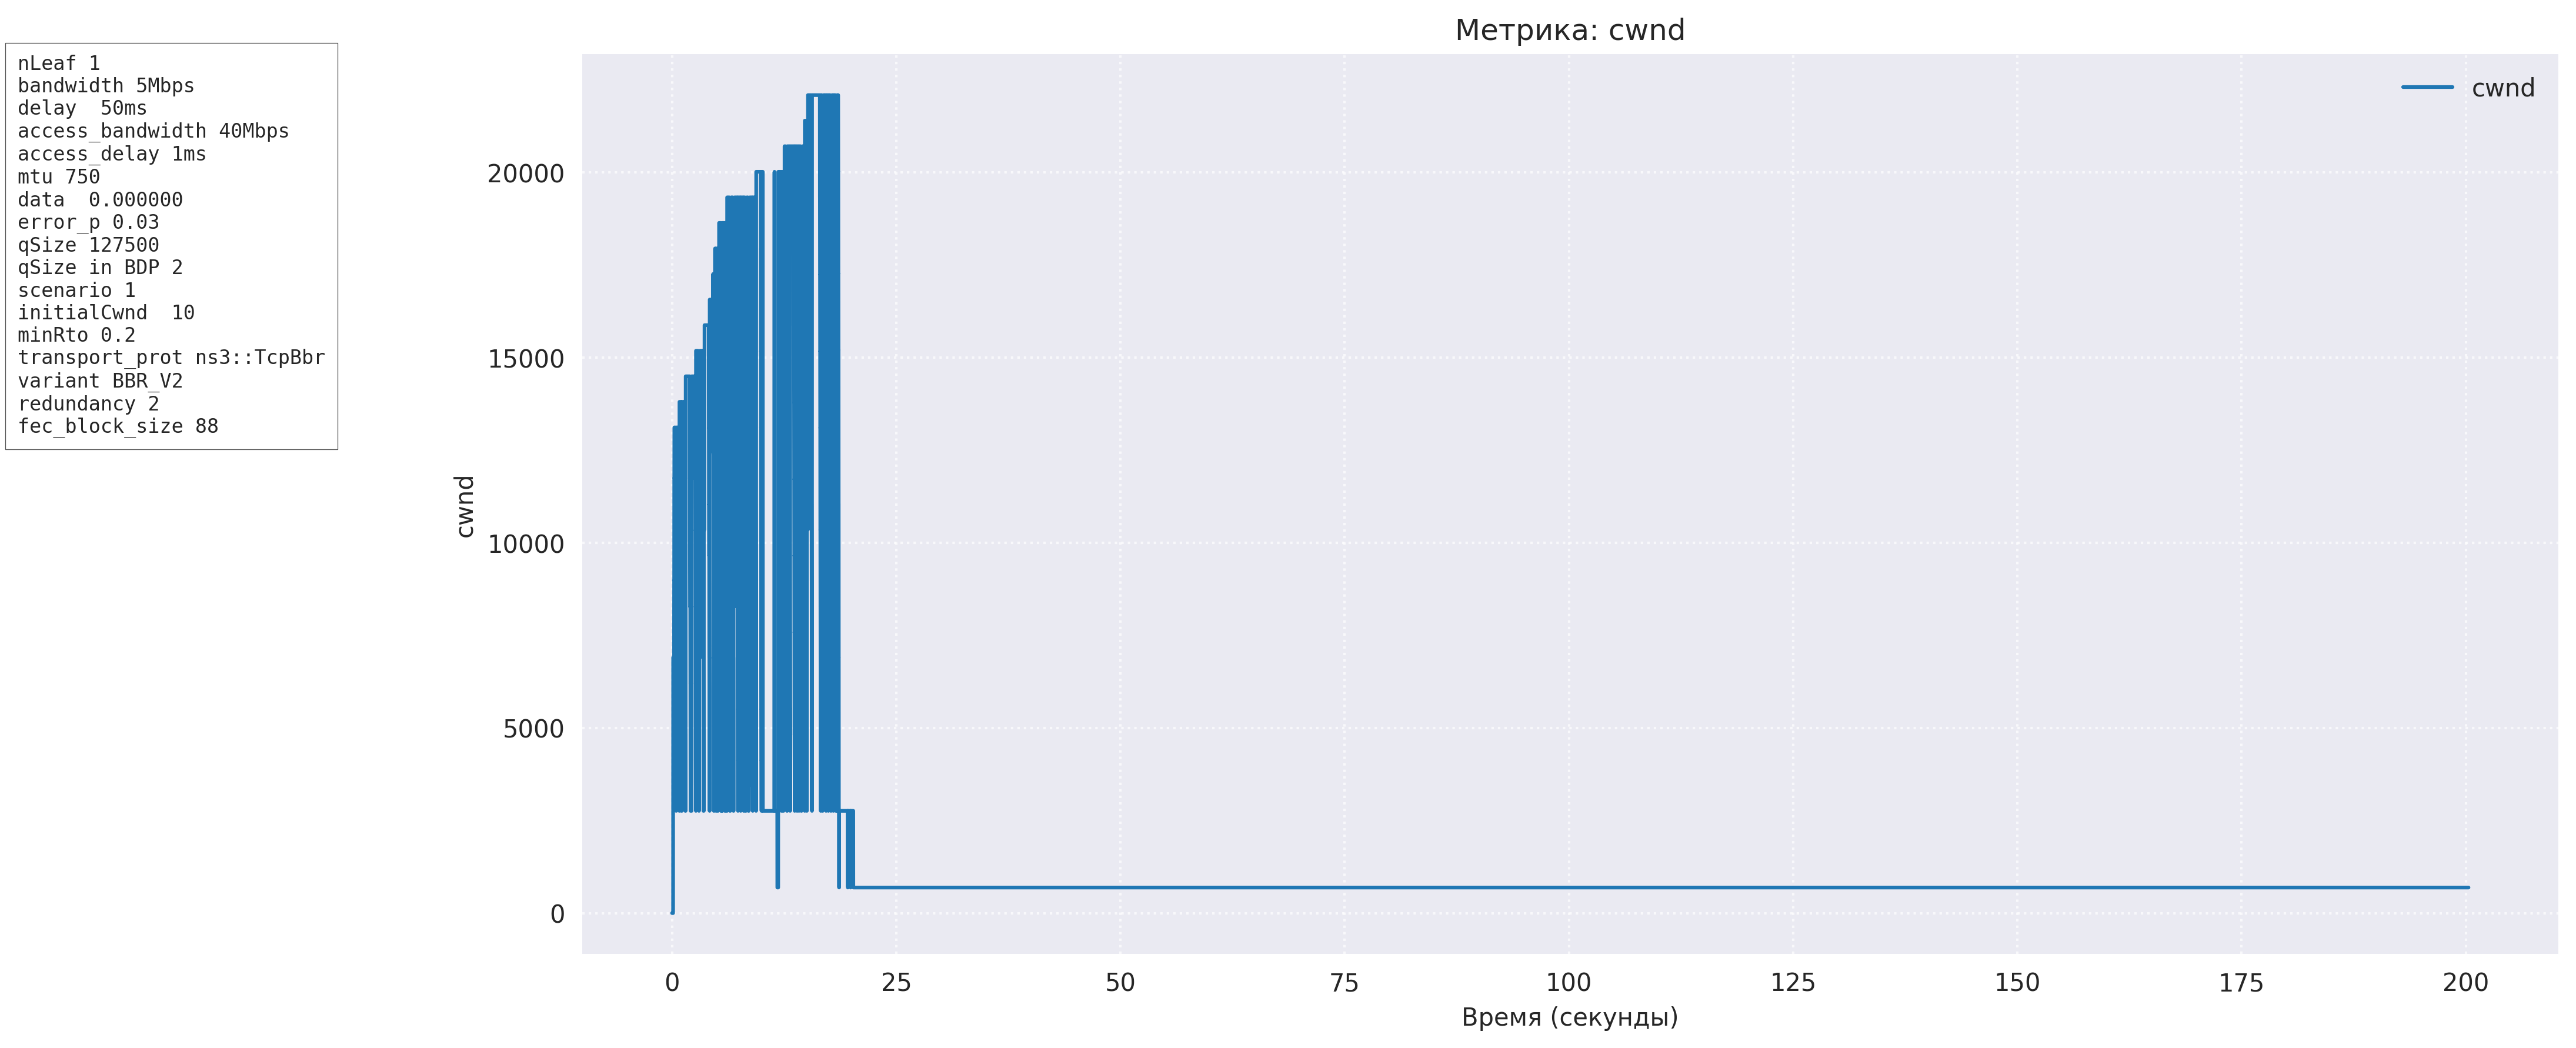 Метрика: cwnd
nLeaf 1
bandwidth 5Mbps
delay  50ms
access_bandwidth 40Mbps
access_delay 1ms
mtu 750
data  0.000000
error_p 0.03
qSize 127500
qSize in BDP 2
scenario 1
initialCwnd  10
minRto 0.2
transport_prot ns3::TcpBbr
variant BBR_V2
redundancy 2
fec_block_size 88
cwnd
cwnd
20000
15000
10000
5000
0
0 25 50 75 100 125 150 175 200
Время (секунды)